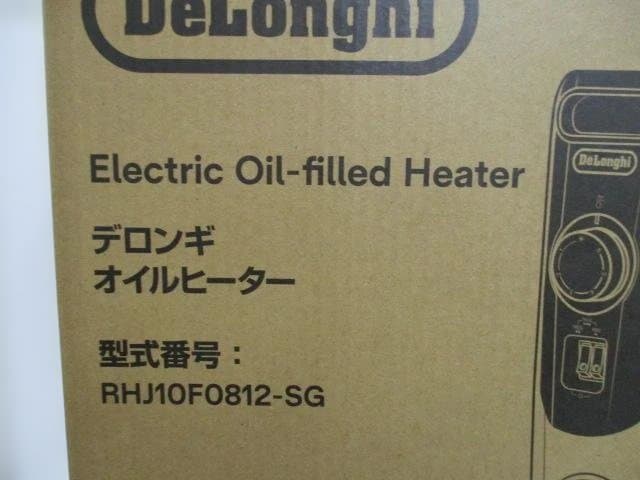 DeLonghi
Electric Oil-filled Heater
デロンギ
オイルヒーター
型式番号：
RHJ10F0812-SG
DeLonghi